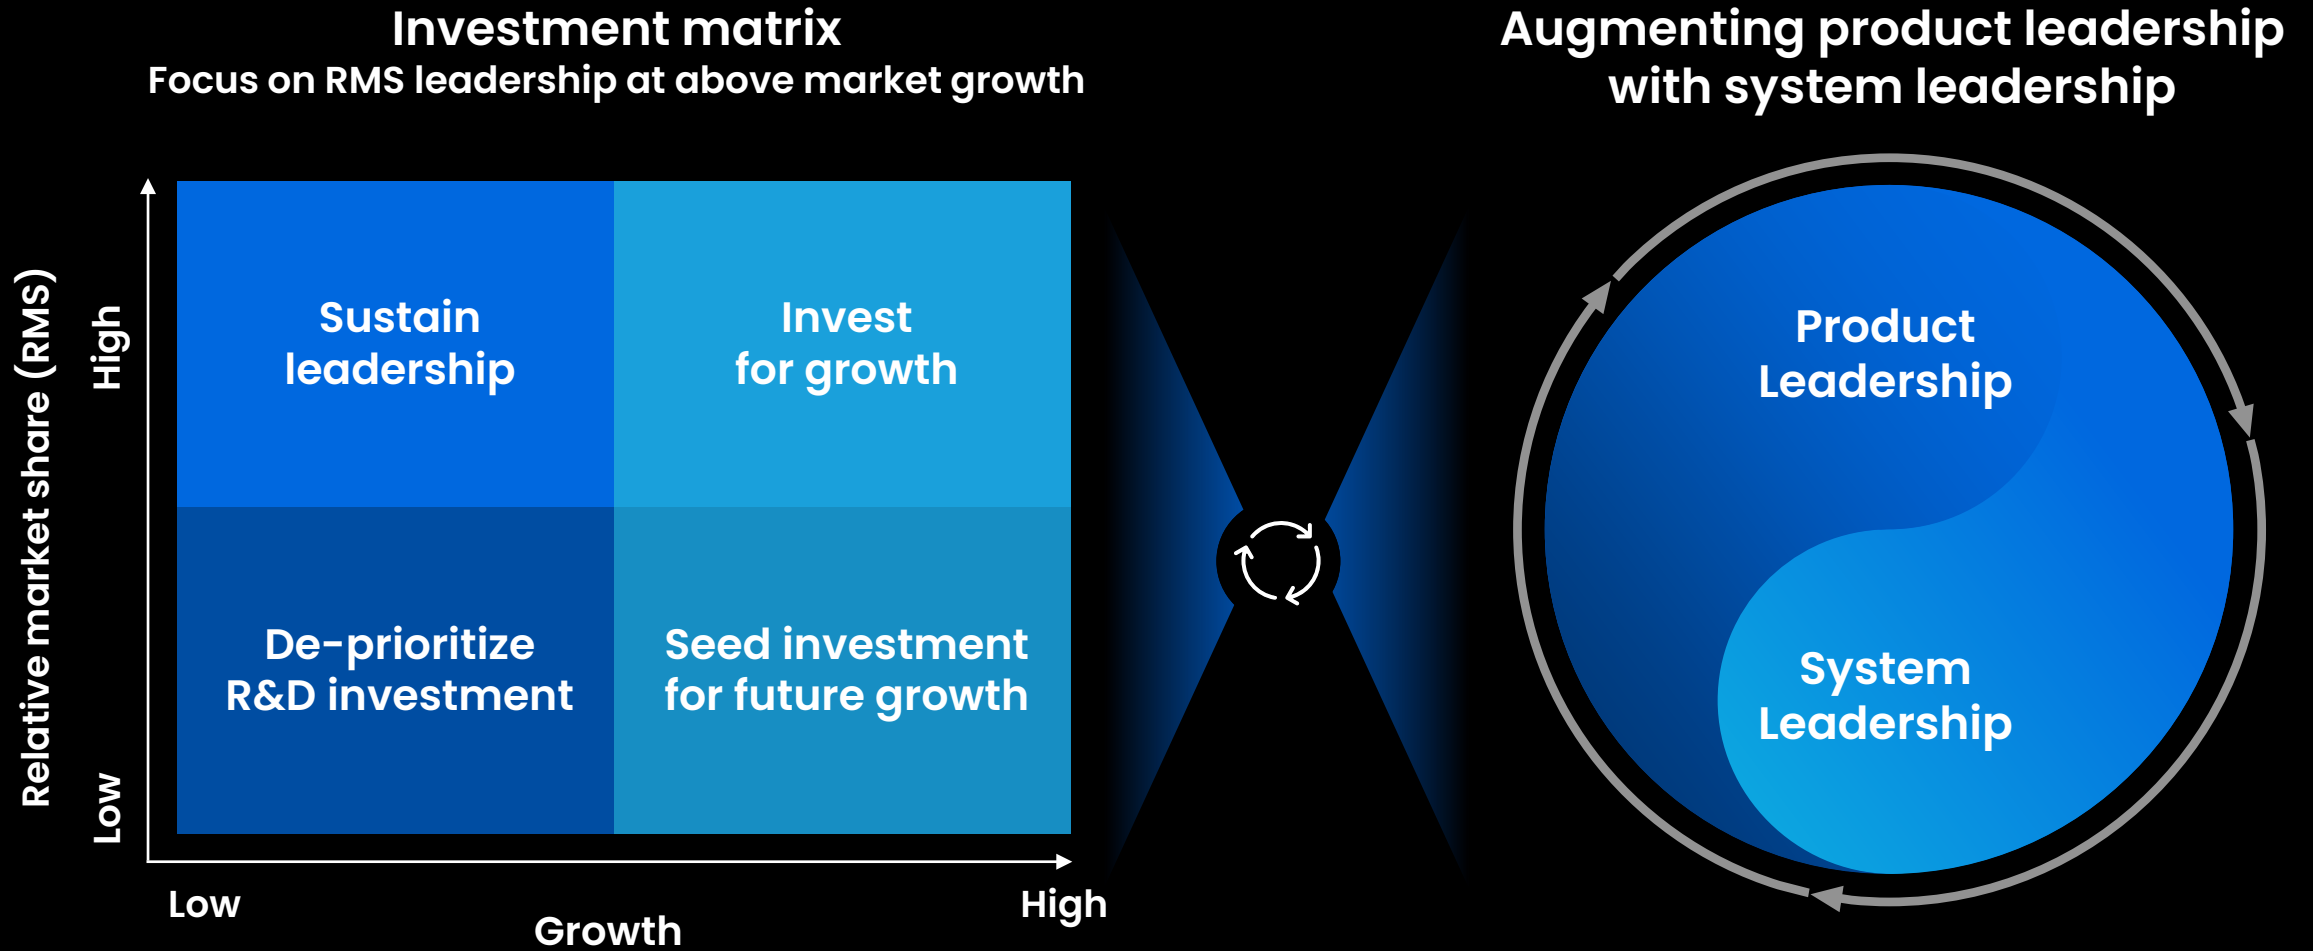 Investment matrix
Focus on RMS leadership at above market growth
Relative market share (RMS)
High
Low
Sustain
leadership
Invest
for growth
De-prioritize
R&D investment
Seed investment
for future growth
Low
High
Growth
Augmenting product leadership
with system leadership
Product
Leadership
System
Leadership